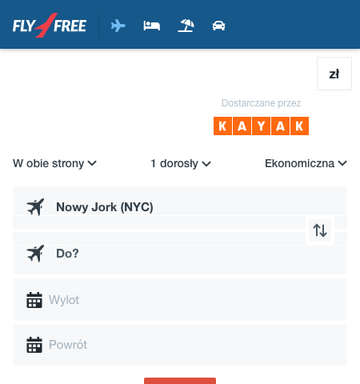 FLY FREE
zł
Dostarczane przez
KAYAK
W obie strony 1 dorosły Ekonomiczna
Nowy Jork (NYC)
Do?
Wylot
Powrót